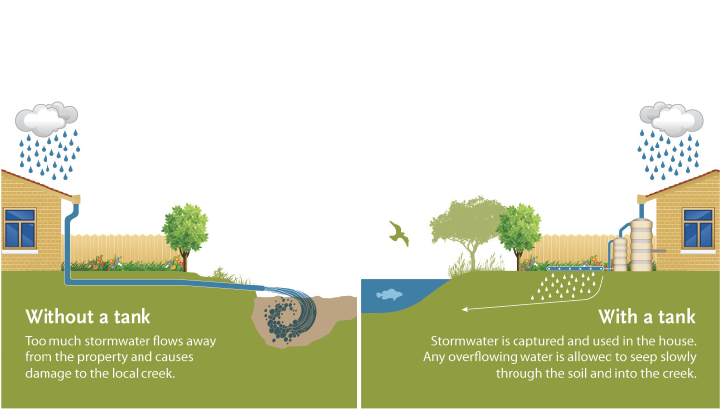 Without a tank
Too much stormwater flows away
from the property and causes
damage to the local creek.
With a tank
Stormwater is captured and used in the house.
Any overflowing water is allowed to seep slowly
through the soil and into the creek.